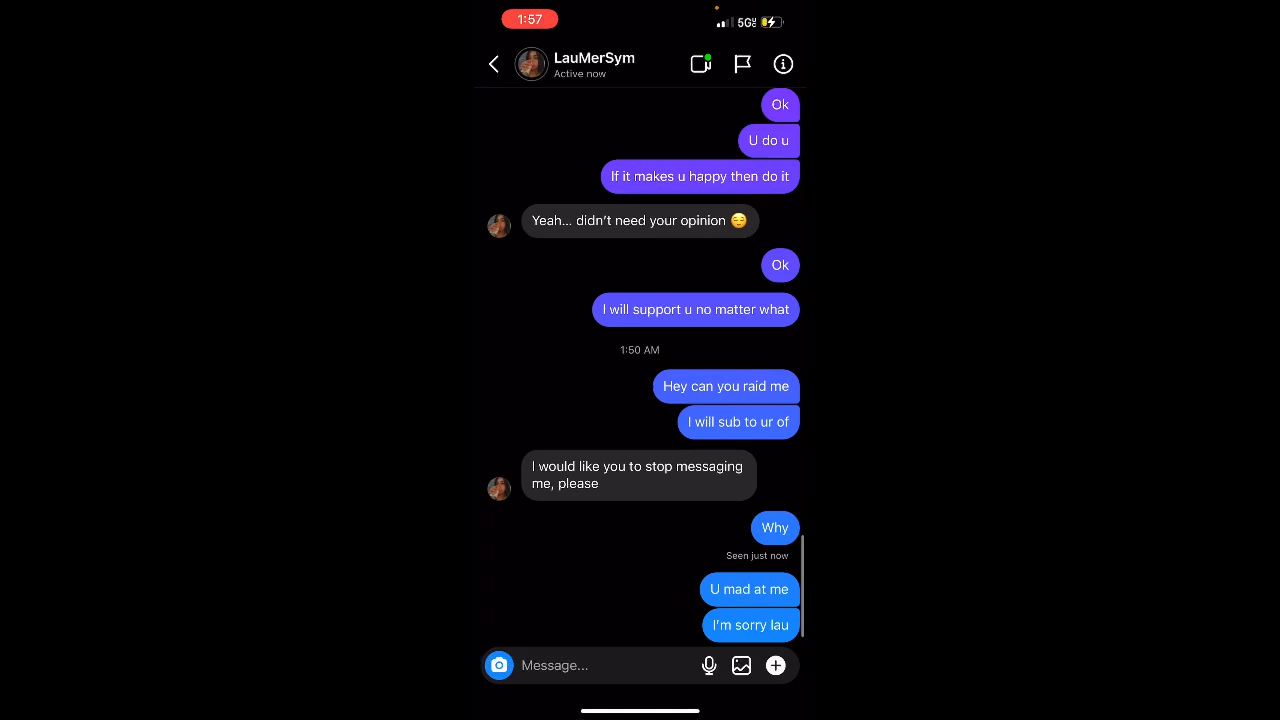 1:57
5G
LauMerSym
Active now
Ok
U do u
If it makes u happy then do it
Yeah... didn't need your opinion 😌
Ok
I will support u no matter what
1:50 AM
Hey can you raid me
I will sub to ur of
I would like you to stop messaging
me, please
Why
Seen just now
U mad at me
I'm sorry lau
Message...